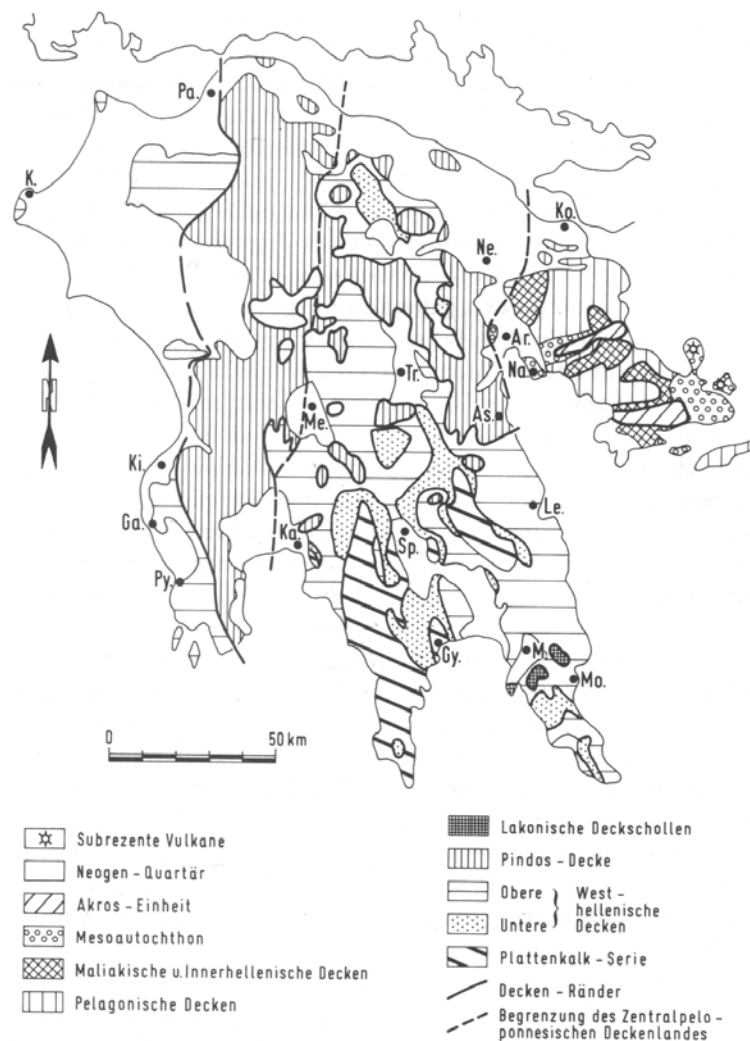 Pa.
K.
Ko.
Ne.
Ar.
Na.
Tr.
As.
Me.
Ki.
Ga.
Le.
Ka.
Sp.
Py.
Gy.
M.
Mo.
N
0 50 km
Subrezente Vulkane
Neogen - Quartär
Akros - Einheit
Mesoautochthon
Maliakische u. Innerhellenische Decken
Pelagonische Decken
Lakonische Deckschollen
Pindos - Decke
Obere
Untere
West -
hellenische
Decken
Plattenkalk - Serie
Decken - Ränder
Begrenzung des Zentralpelo -
ponnesischen Deckenlandes